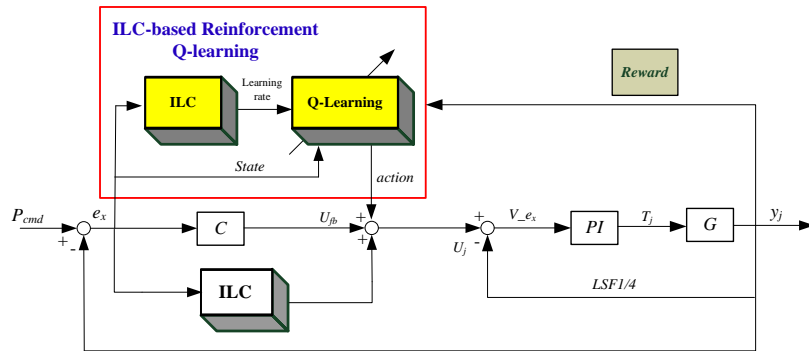 ILC-based Reinforcement
Q-learning
Reward
Learning
rate
ILC
Q-Learning
State
action
P_cmd
e_x
U_fb
+
+
V_e_x
T_j
y_j
+
-
C
+
-
PI
G
U_j
LSF1/4
ILC